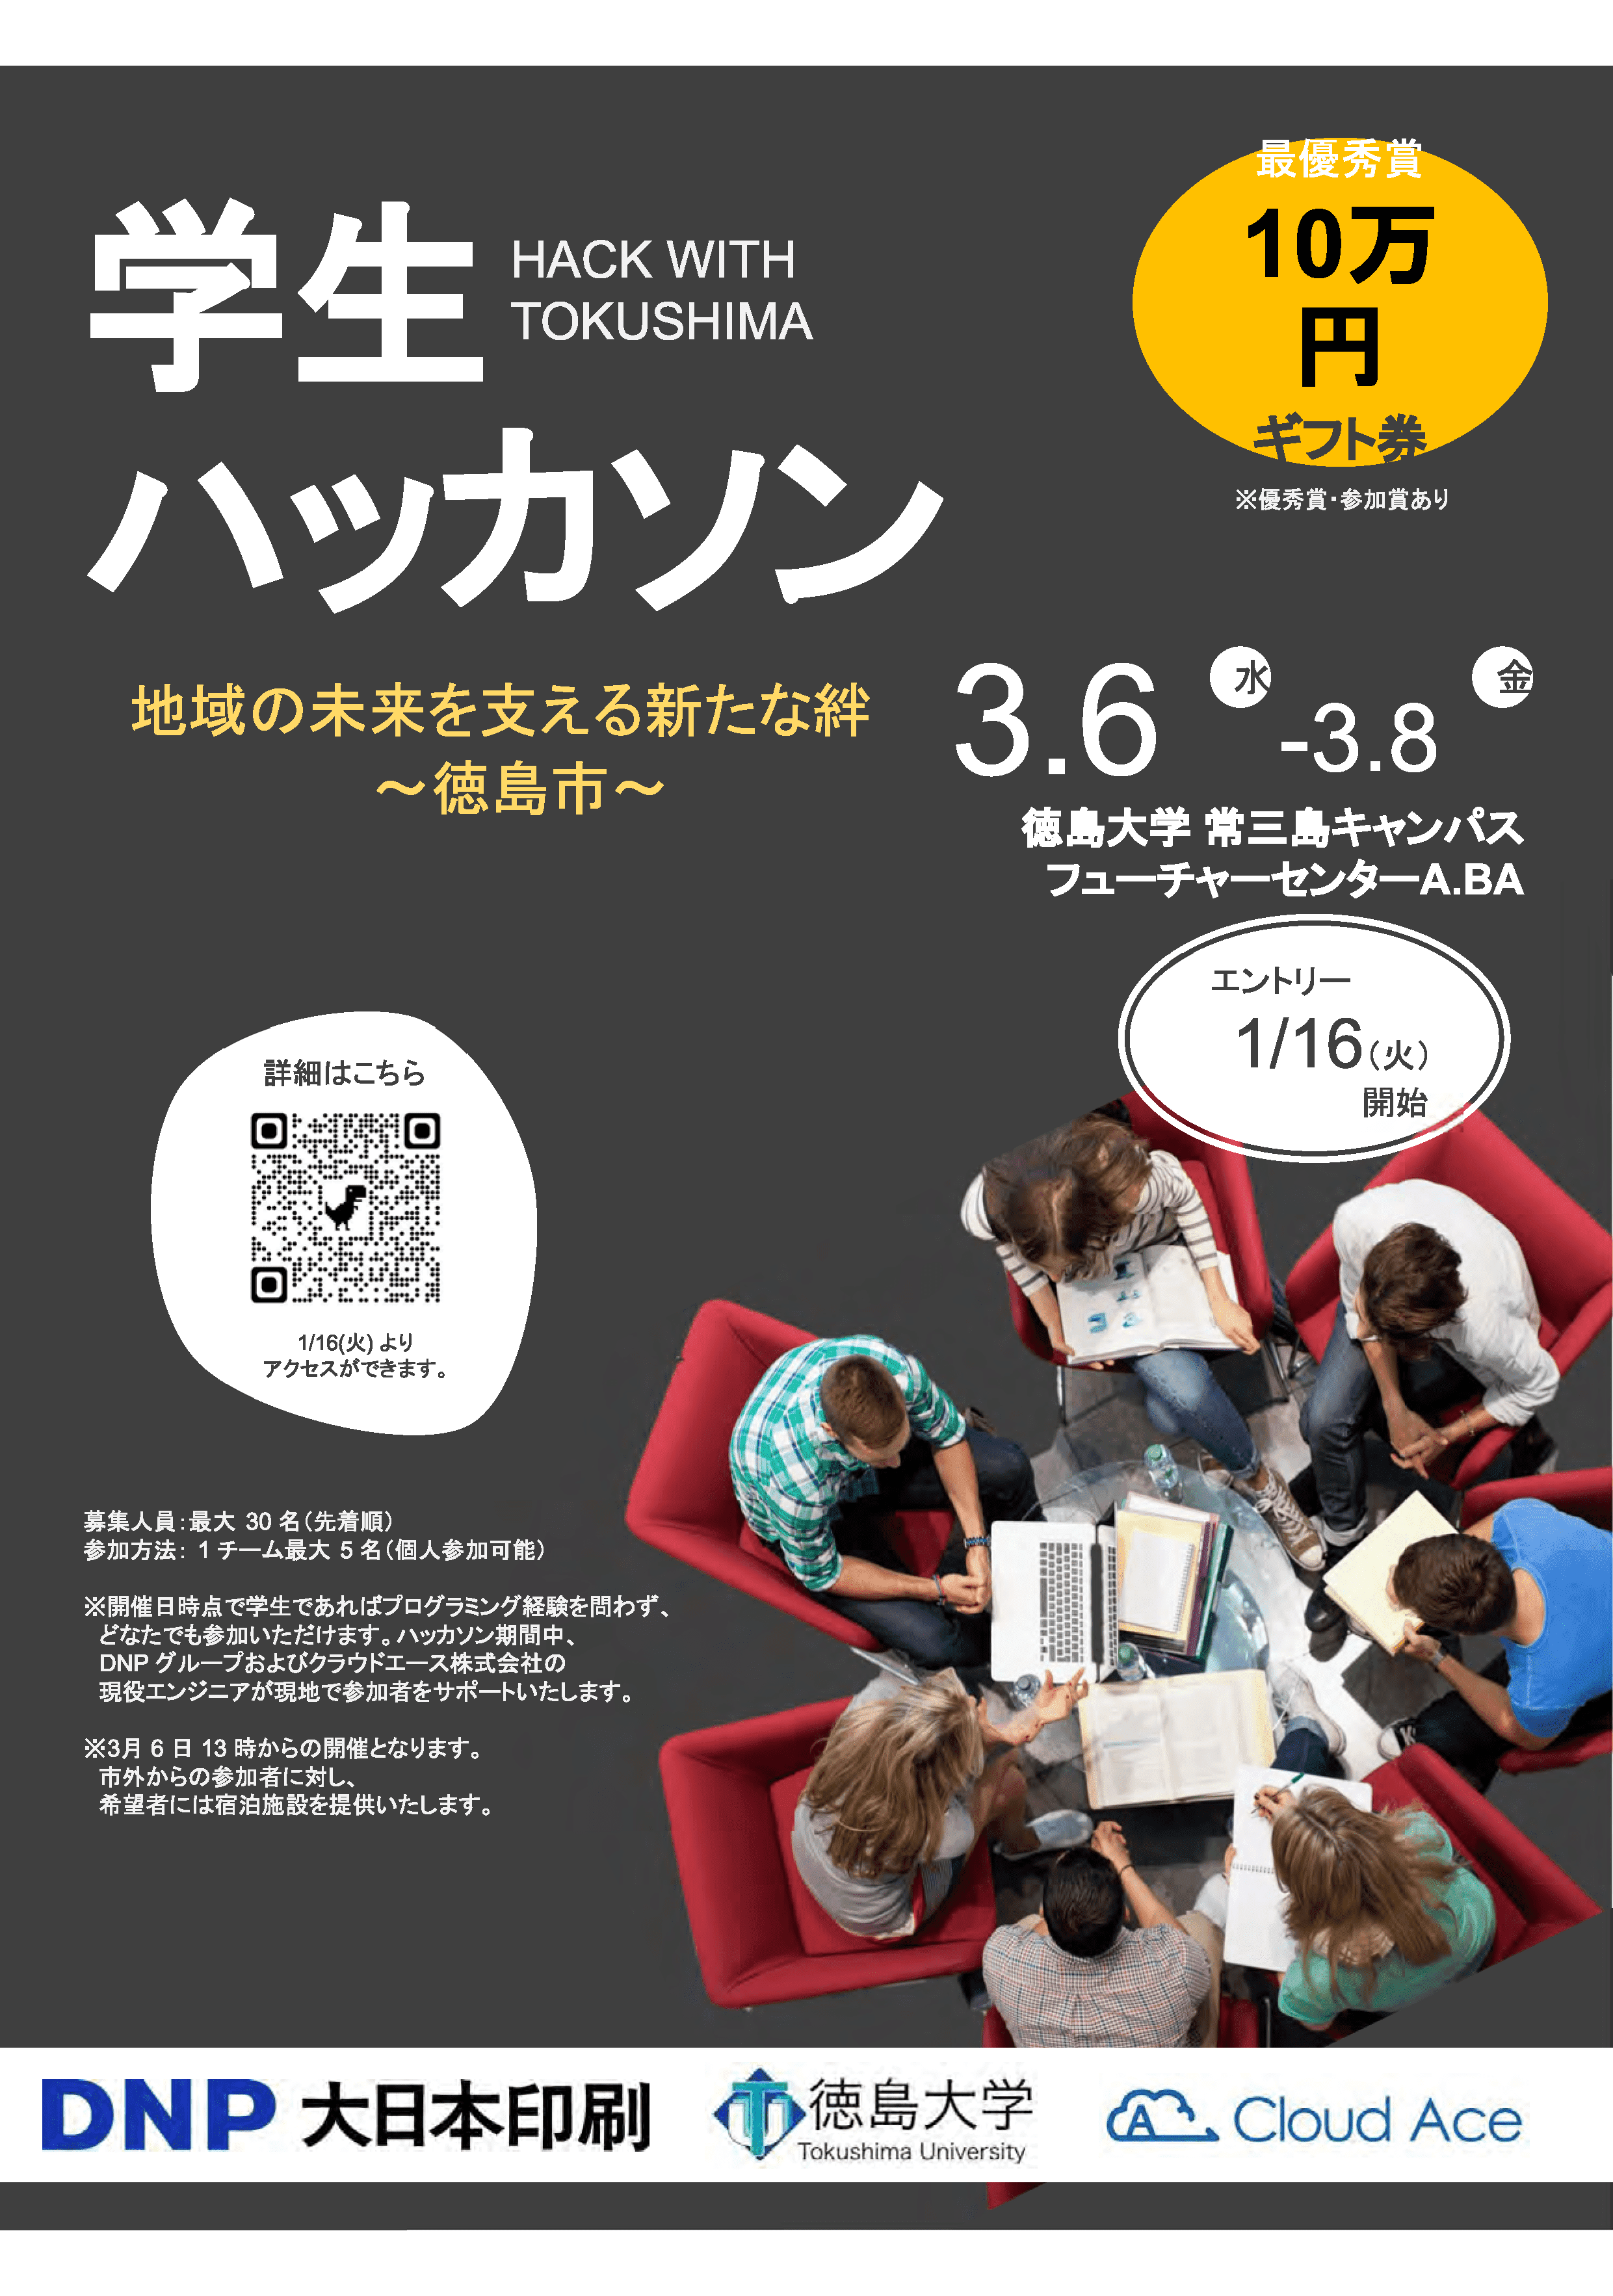 最優秀賞
10万
円
ギフト券
※優秀賞・参加賞あり
学生
HACK WITH
TOKUSHIMA
ハッカソン
地域の未来を支える新たな絆
～徳島市～
3.6 水 -3.8 金
徳島大学 常三島キャンパス
フューチャーセンターA.BA
エントリー
1/16（火）
開始
詳細はこちら
1/16(火) より
アクセスができます。
募集人員：最大 30 名（先着順）
参加方法： 1 チーム最大 5 名（個人参加可能）
※開催日時点で学生であればプログラミング経験を問わず、
どなたでも参加いただけます。ハッカソン期間中、
DNP グループおよびクラウドエース株式会社の
現役エンジニアが現地で参加者をサポートいたします。
※3月 6 日 13 時からの開催となります。
市外からの参加者に対し、
希望者には宿泊施設を提供いたします。
DNP 大日本印刷
徳島大学
Tokushima University
A Cloud Ace